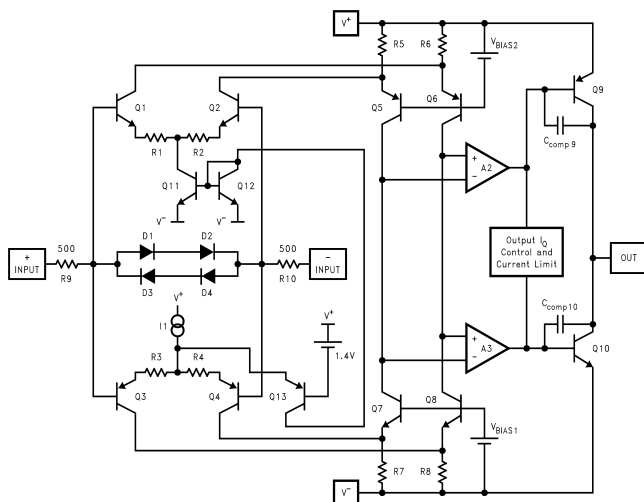 V+
R5
R6
VBIAS2
Q1
Q2
Q5
Q6
Q9
R1
R2
Ccomp9
+
A2
−
Q11
Q12
V−
V−
D1
D2
500
500
+
INPUT
−
INPUT
Output IQ
Control and
Current Limit
OUT
R9
R10
D3
D4
V+
V+
I1
1.4V
Ccomp10
+
A3
−
Q10
R3
R4
Q3
Q4
Q13
Q7
Q8
VBIAS1
R7
R8
V−